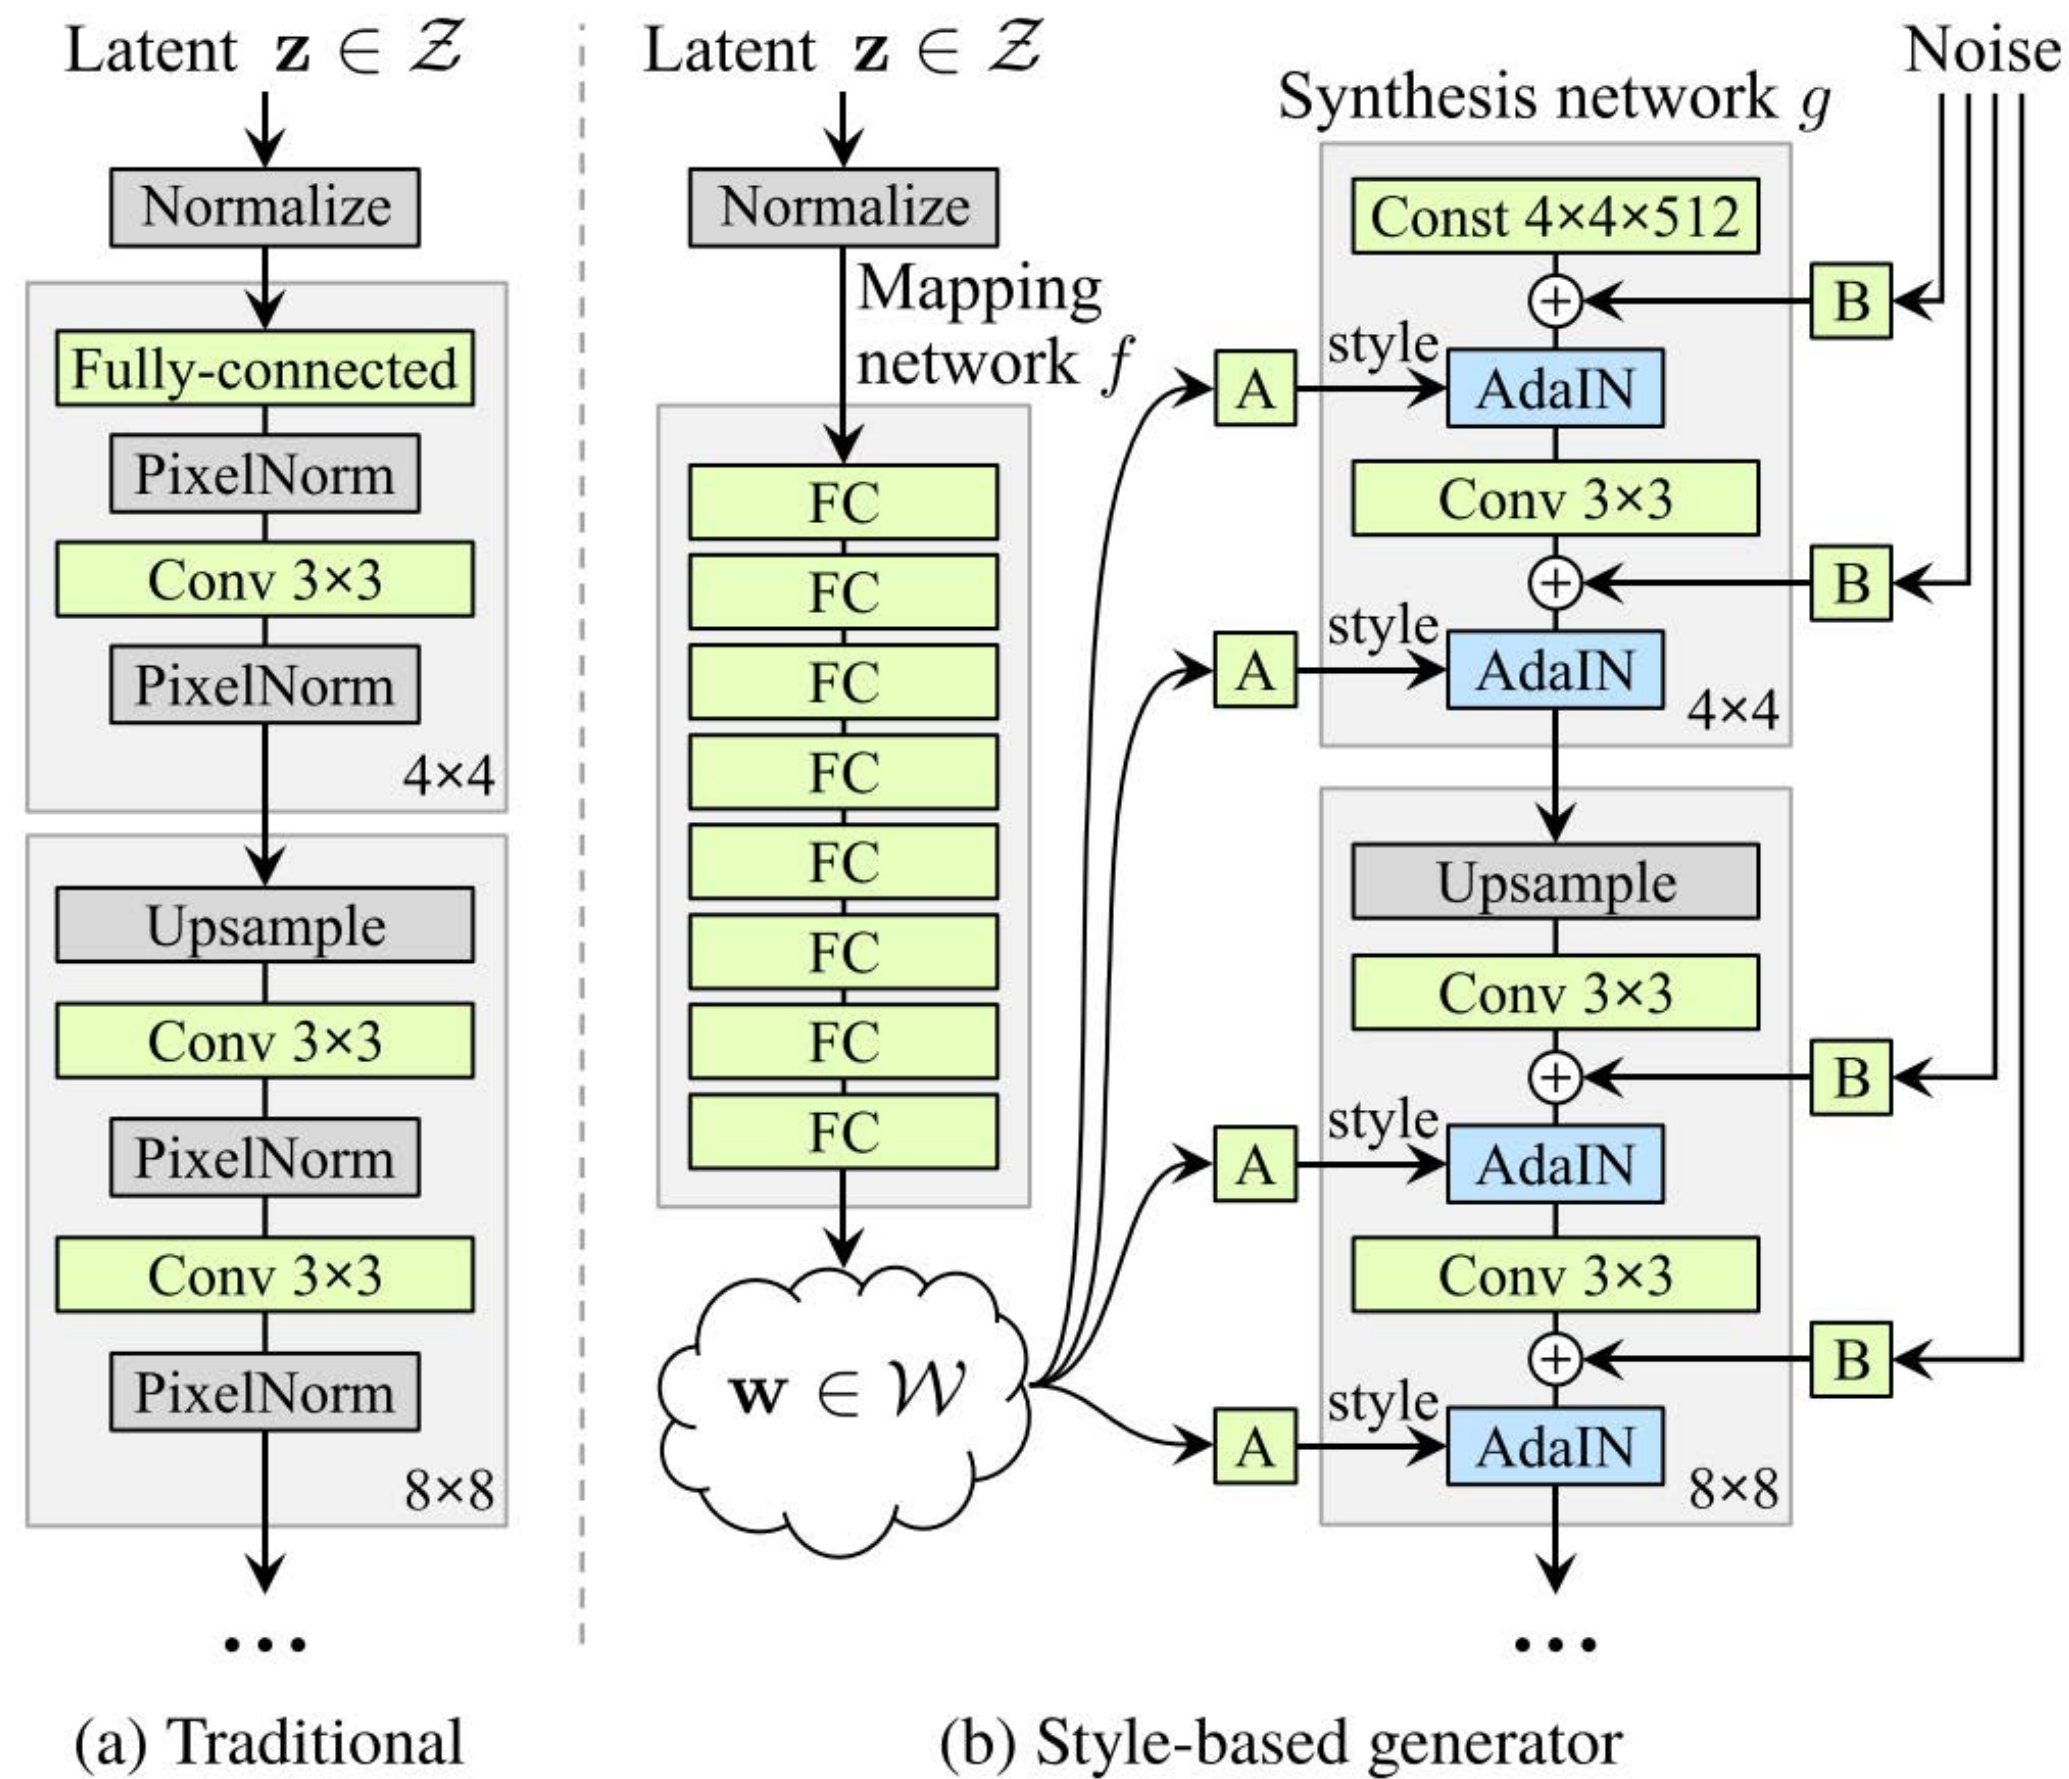 Latent z ∈ 𝒵
Normalize
Fully-connected
PixelNorm
Conv 3×3
PixelNorm
4×4
Upsample
Conv 3×3
PixelNorm
Conv 3×3
PixelNorm
8×8
...
(a) Traditional
Latent z ∈ 𝒵
Normalize
Mapping
network f
FC
FC
FC
FC
FC
FC
FC
FC
w ∈ 𝒲
Synthesis network g
Noise
Const 4×4×512
+
B
A
style
AdaIN
Conv 3×3
+
B
A
style
AdaIN
4×4
Upsample
Conv 3×3
+
B
A
style
AdaIN
Conv 3×3
+
B
A
style
AdaIN
8×8
...
(b) Style-based generator